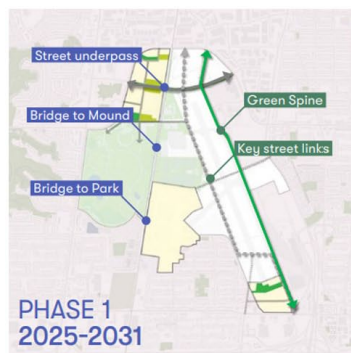 Street underpass
Green Spine
Bridge to Mound
Key street links
Bridge to Park
PHASE 1
2025-2031